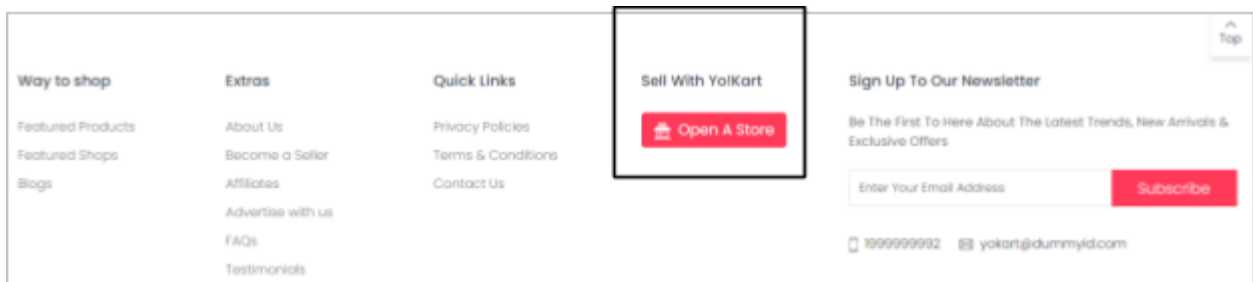 Top
Way to shop
Featured Products
Featured Shops
Blogs
Extras
About Us
Become a Seller
Affiliates
Advertise with us
FAQs
Testimonials
Quick Links
Privacy Policies
Terms & Conditions
Contact Us
Sell With Yo!Kart
Open A Store
Sign Up To Our Newsletter
Be The First To Here About The Latest Trends, New Arrivals &
Exclusive Offers
Enter Your Email Address
Subscribe
1999999992 yokart@dummyid.com